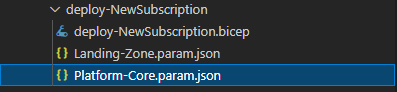 deploy-NewSubscription
deploy-NewSubscription.bicep
{} Landing-Zone.param.json
{} Platform-Core.param.json